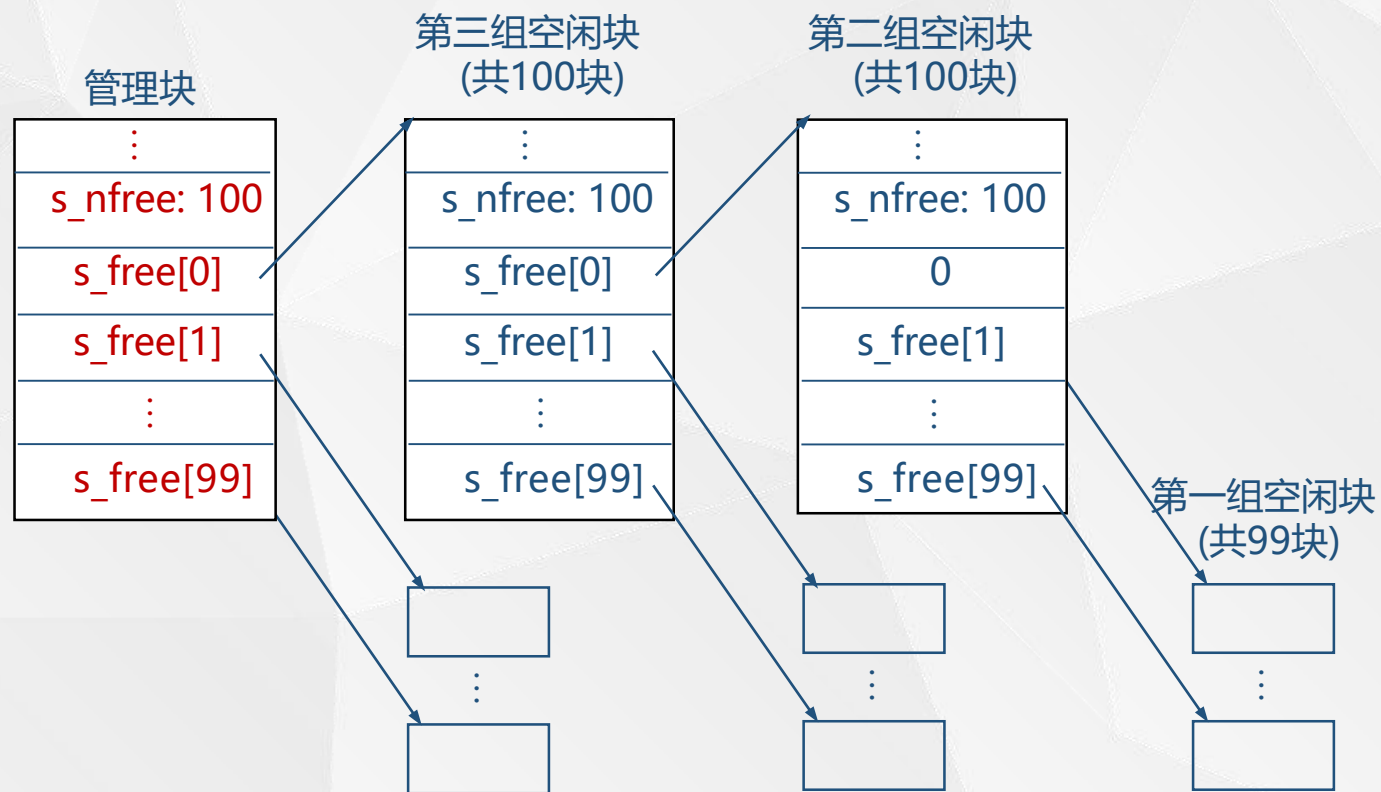 管理块
⋮
s_nfree: 100
s_free[0]
s_free[1]
⋮
s_free[99]
第三组空闲块
(共100块)
⋮
s_nfree: 100
s_free[0]
s_free[1]
⋮
s_free[99]
⋮
第二组空闲块
(共100块)
⋮
s_nfree: 100
0
s_free[1]
⋮
s_free[99]
⋮
第一组空闲块
(共99块)
⋮